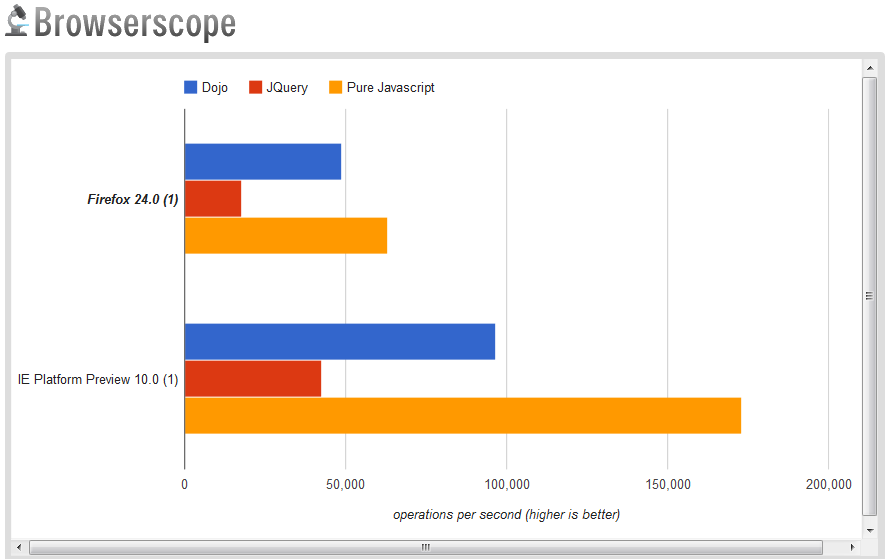 Browserscope
Dojo JQuery Pure Javascript
Firefox 24.0 (1)
IE Platform Preview 10.0 (1)
0 50,000 100,000 150,000 200,000
operations per second (higher is better)